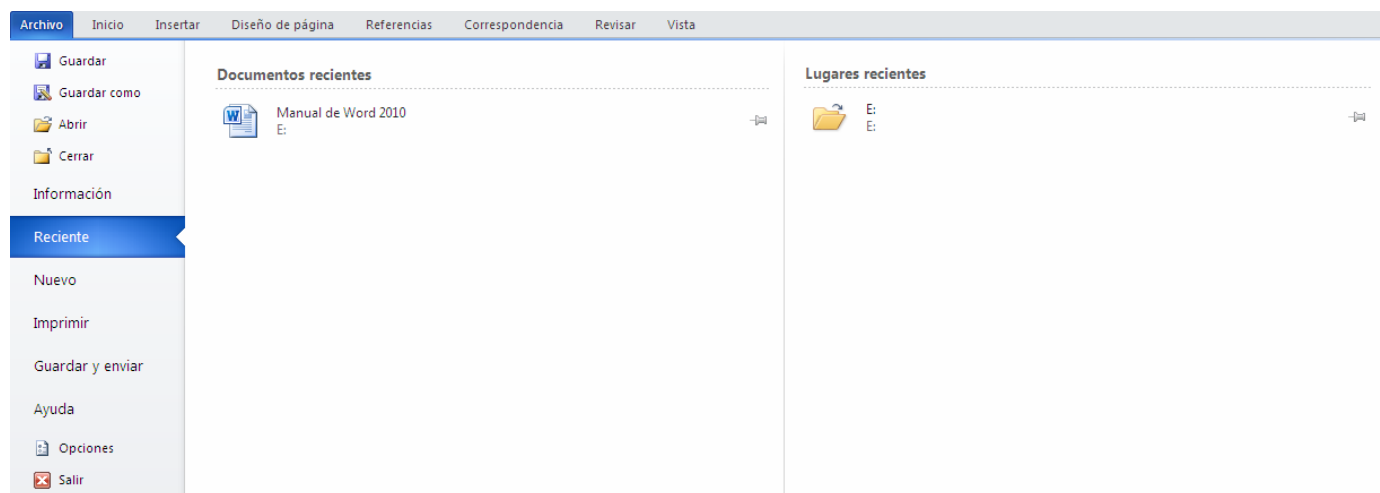 Archivo Inicio Insertar Diseño de página Referencias Correspondencia Revisar Vista
Guardar
Guardar como
Abrir
Cerrar
Información
Reciente
Nuevo
Imprimir
Guardar y enviar
Ayuda
Opciones
Salir
Documentos recientes
Manual de Word 2010
E:
Lugares recientes
E:
E: